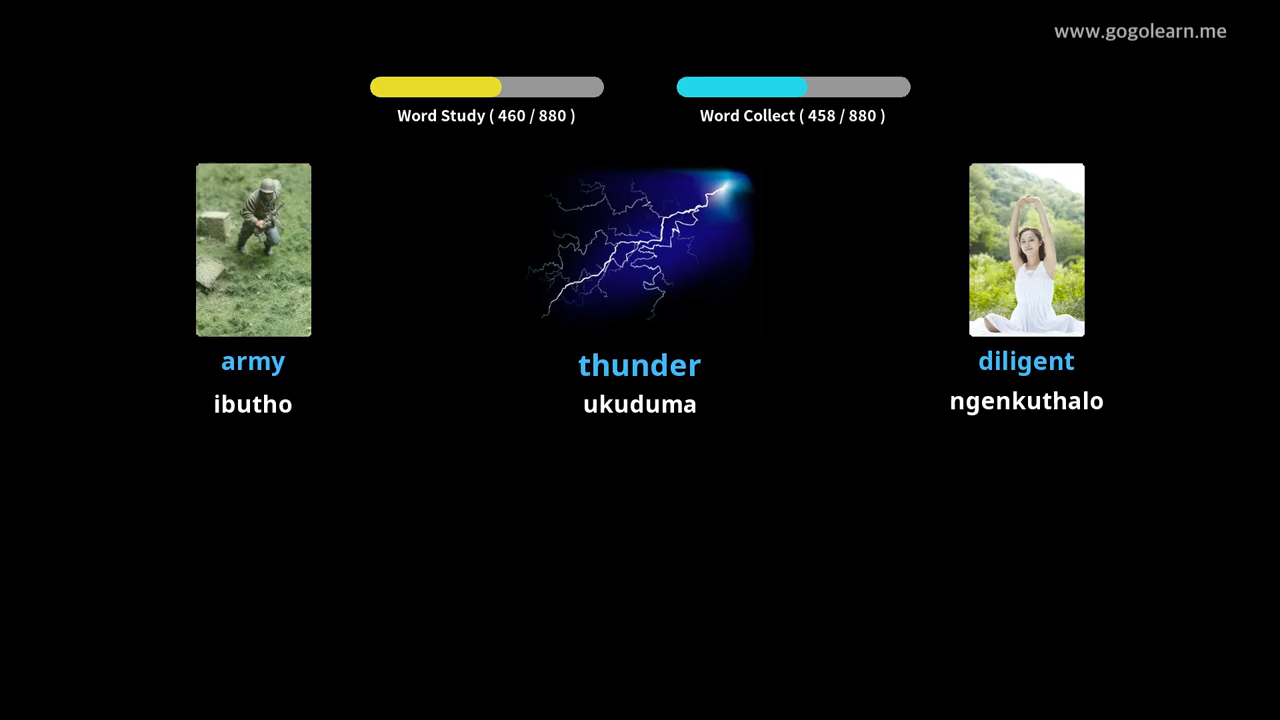 www.gogolearn.me
Word Study ( 460 / 880 )
Word Collect ( 458 / 880 )
army
thunder
diligent
ibutho
ukuduma
ngenkuthalo